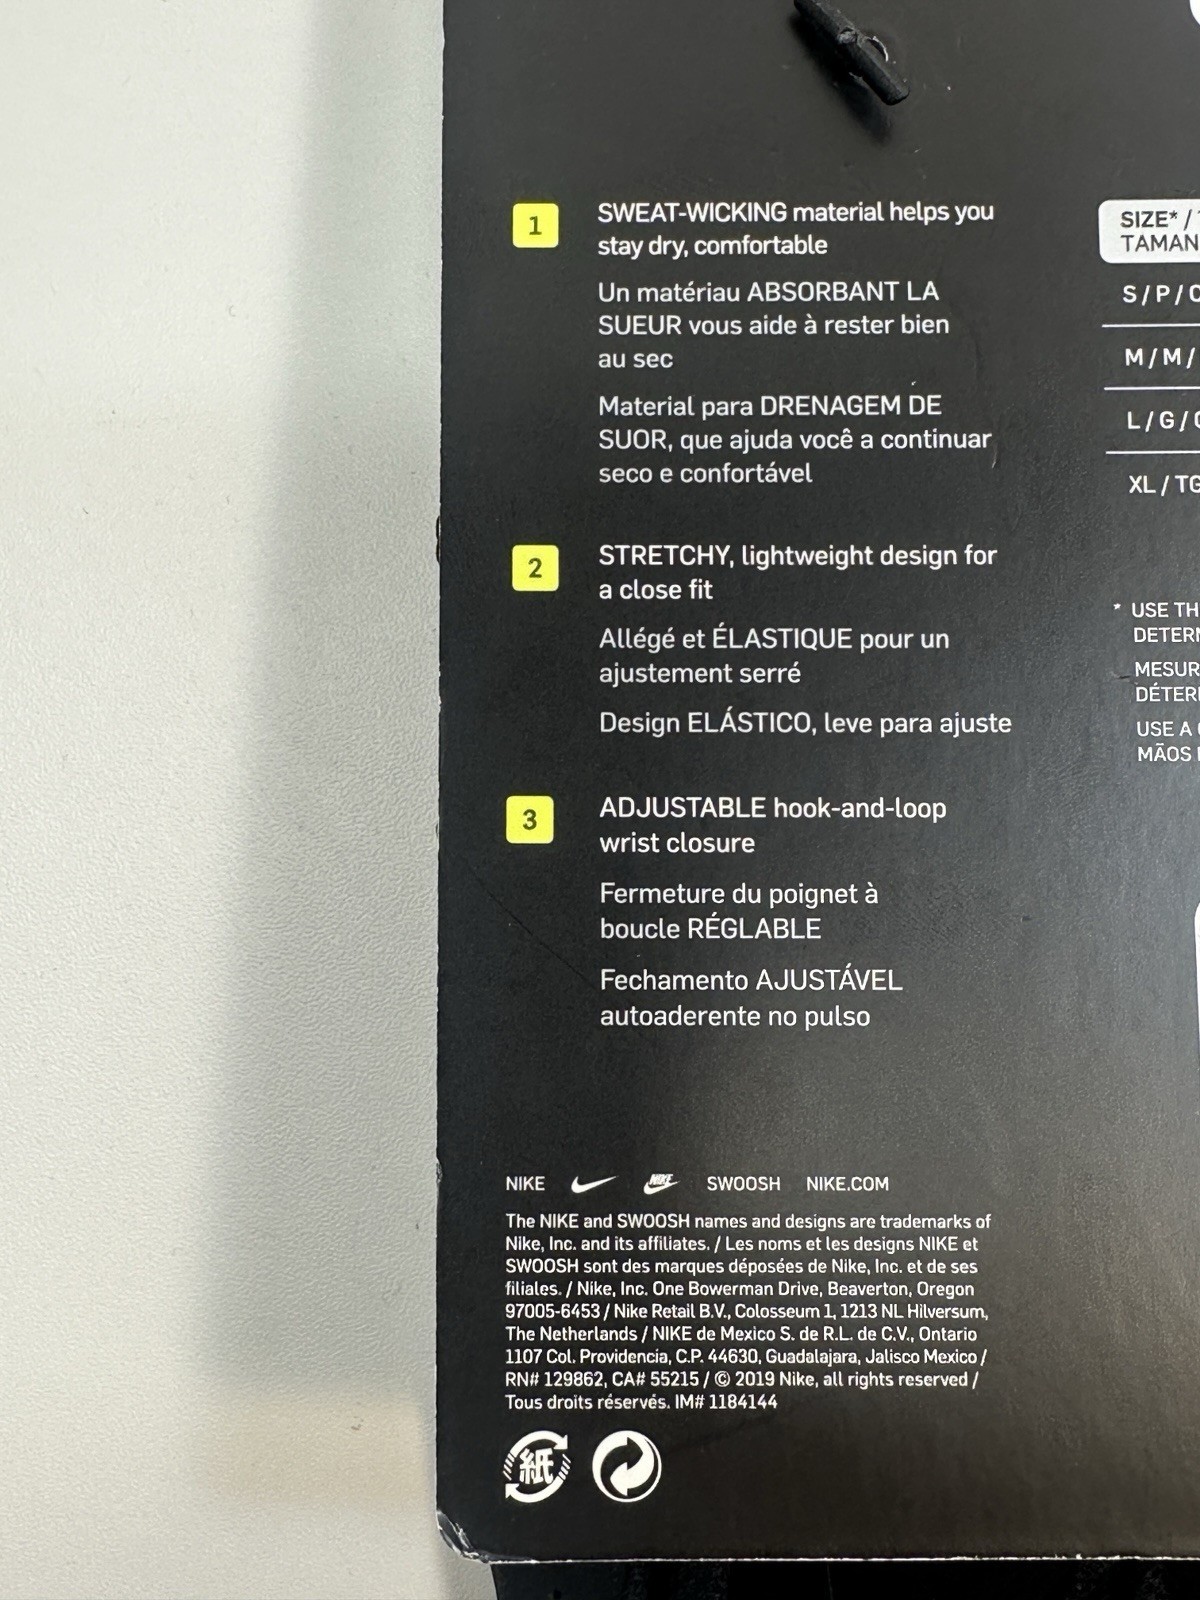 1
SWEAT-WICKING material helps you
stay dry, comfortable
Un matériau ABSORBANT LA
SUEUR vous aide à rester bien
au sec
Material para DRENAGEM DE
SUOR, que ajuda você a continuar
seco e confortável
2
STRETCHY, lightweight design for
a close fit
Allégé et ÉLASTIQUE pour un
ajustement serré
Design ELÁSTICO, leve para ajuste
3
ADJUSTABLE hook-and-loop
wrist closure
Fermeture du poignet à
boucle RÉGLABLE
Fechamento AJUSTÁVEL
autoaderente no pulso
NIKE NIKE SWOOSH NIKE.COM
The NIKE and SWOOSH names and designs are trademarks of
Nike, Inc. and its affiliates. / Les noms et les designs NIKE et
SWOOSH sont des marques déposées de Nike, Inc. et de ses
filiales. / Nike, Inc. One Bowerman Drive, Beaverton, Oregon
97005-6453 / Nike Retail B.V., Colosseum 1, 1213 NL Hilversum,
The Netherlands / NIKE de Mexico S. de R.L. de C.V., Ontario
1107 Col. Providencia, C.P. 44630, Guadalajara, Jalisco Mexico /
RN# 129862, CA# 55215 / © 2019 Nike, all rights reserved /
Tous droits réservés. IM# 1184144
紙
SIZE* /
TAMAN
S / P /
M / M /
L / G /
XL / TG
* USE TH
DETER
MESUR
DÉTER
USE A
MÃOS